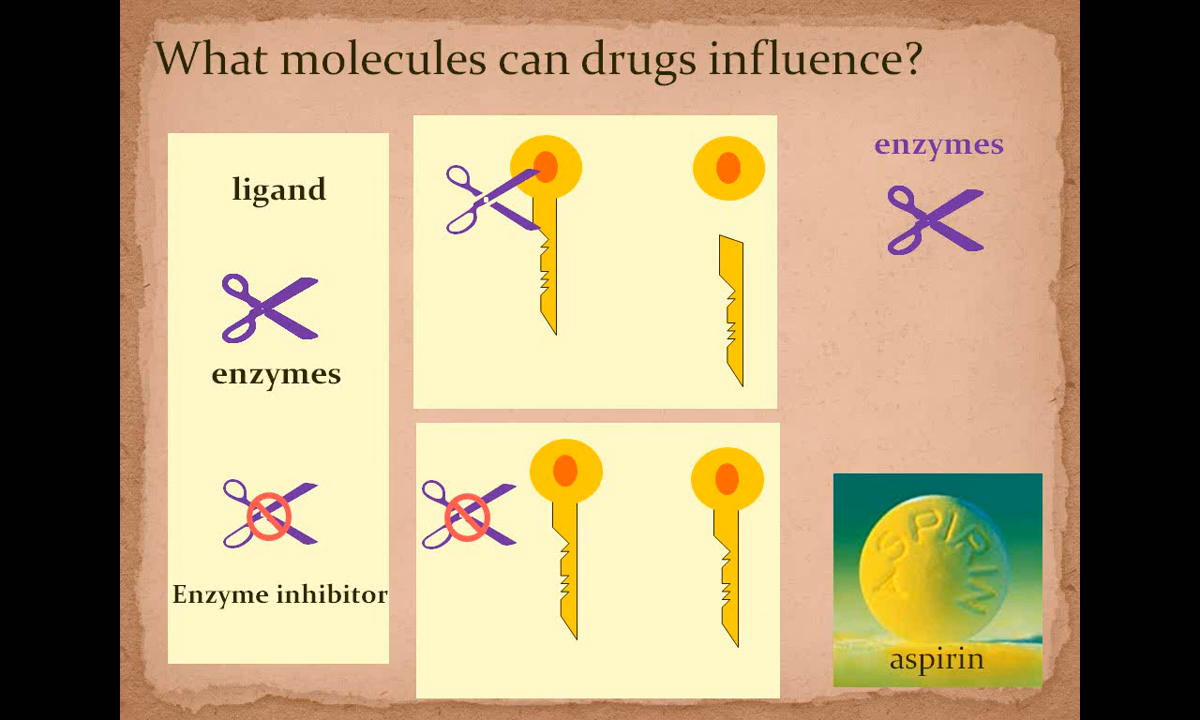 What molecules can drugs influence?
ligand
enzymes
Enzyme inhibitor
enzymes
ASPIRIN
aspirin